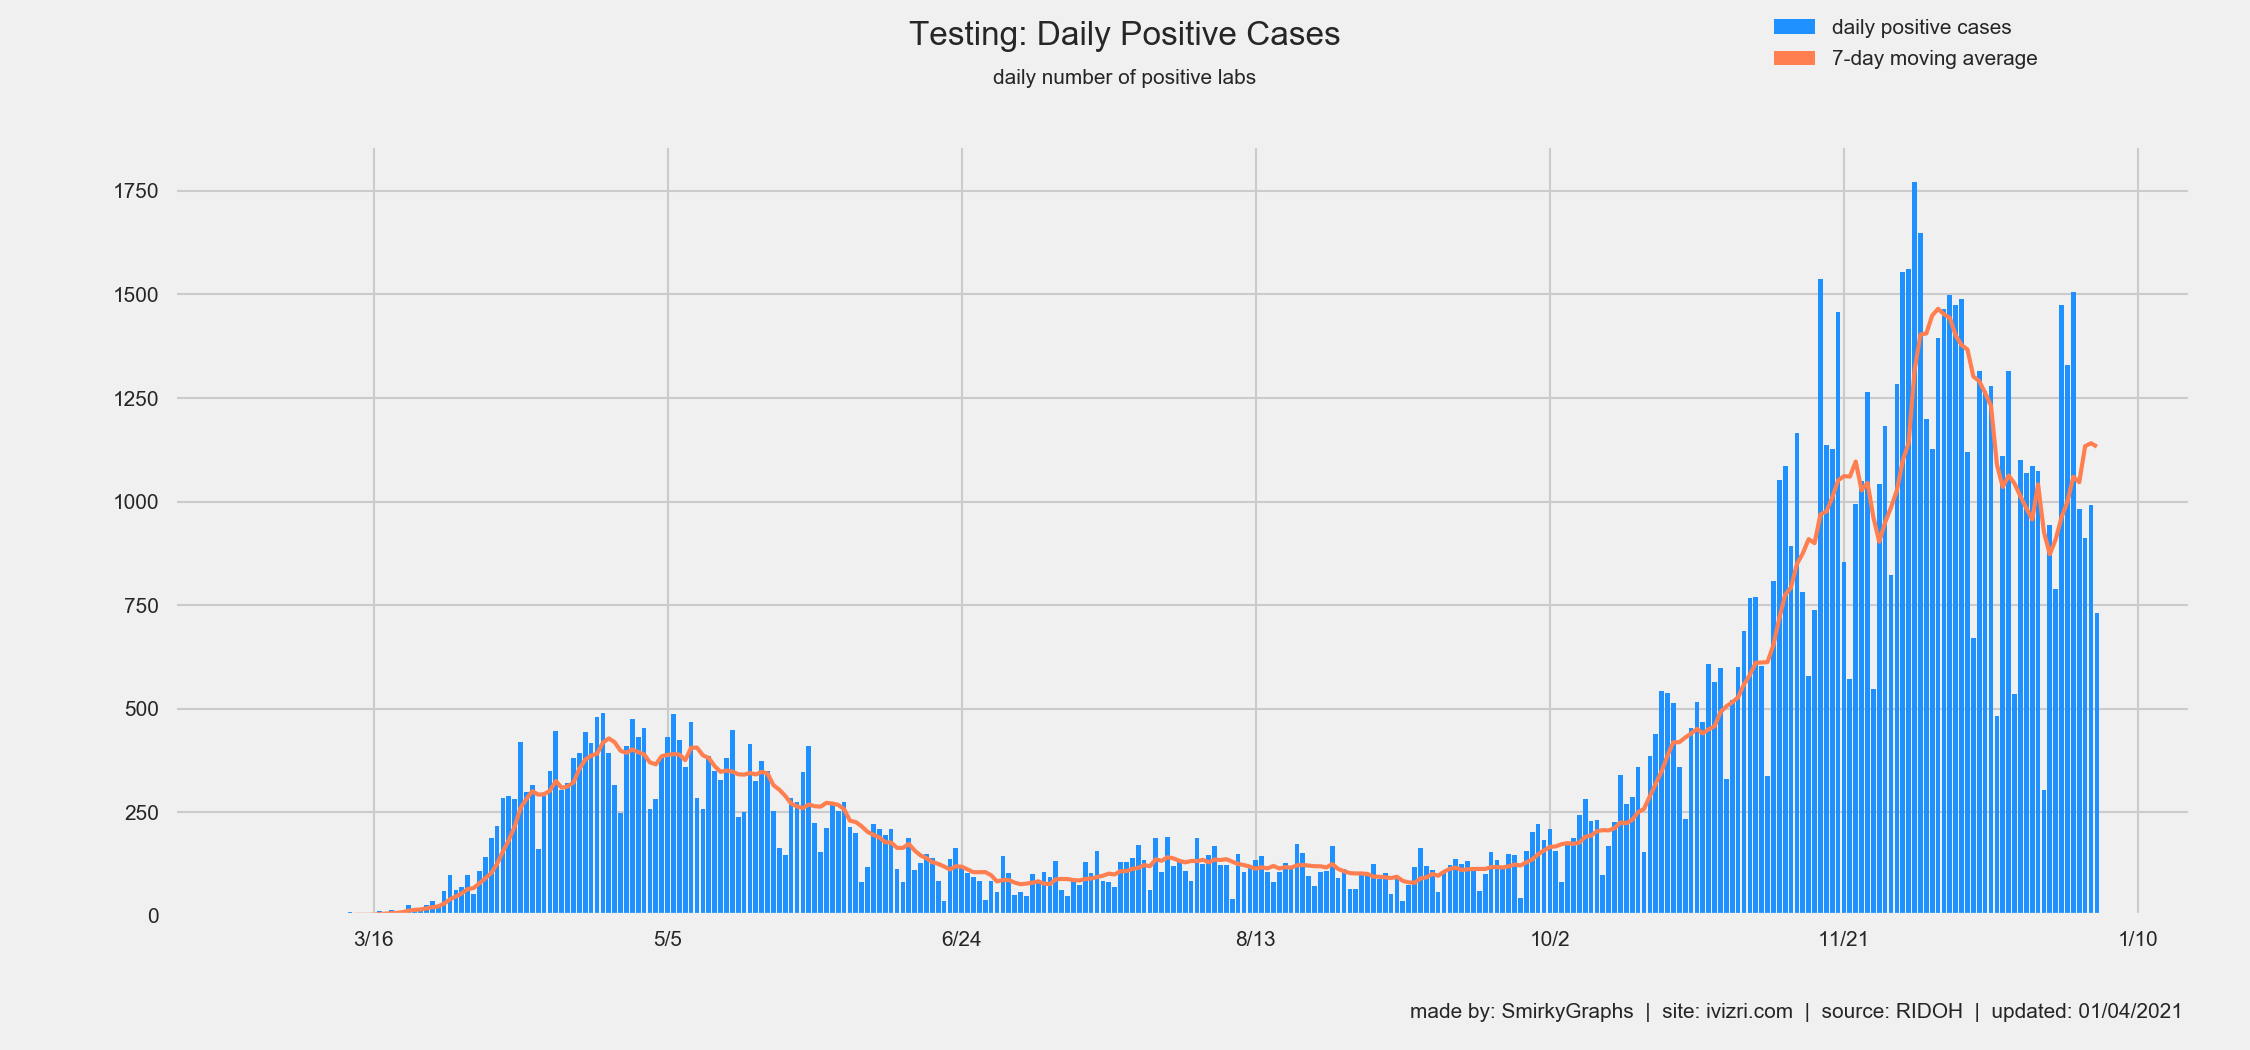 Testing: Daily Positive Cases
daily number of positive labs
daily positive cases
7-day moving average
1750
1500
1250
1000
750
500
250
0
3/16 5/5 6/24 8/13 10/2 11/21 1/10
made by: SmirkyGraphs | site: ivizri.com | source: RIDOH | updated: 01/04/2021